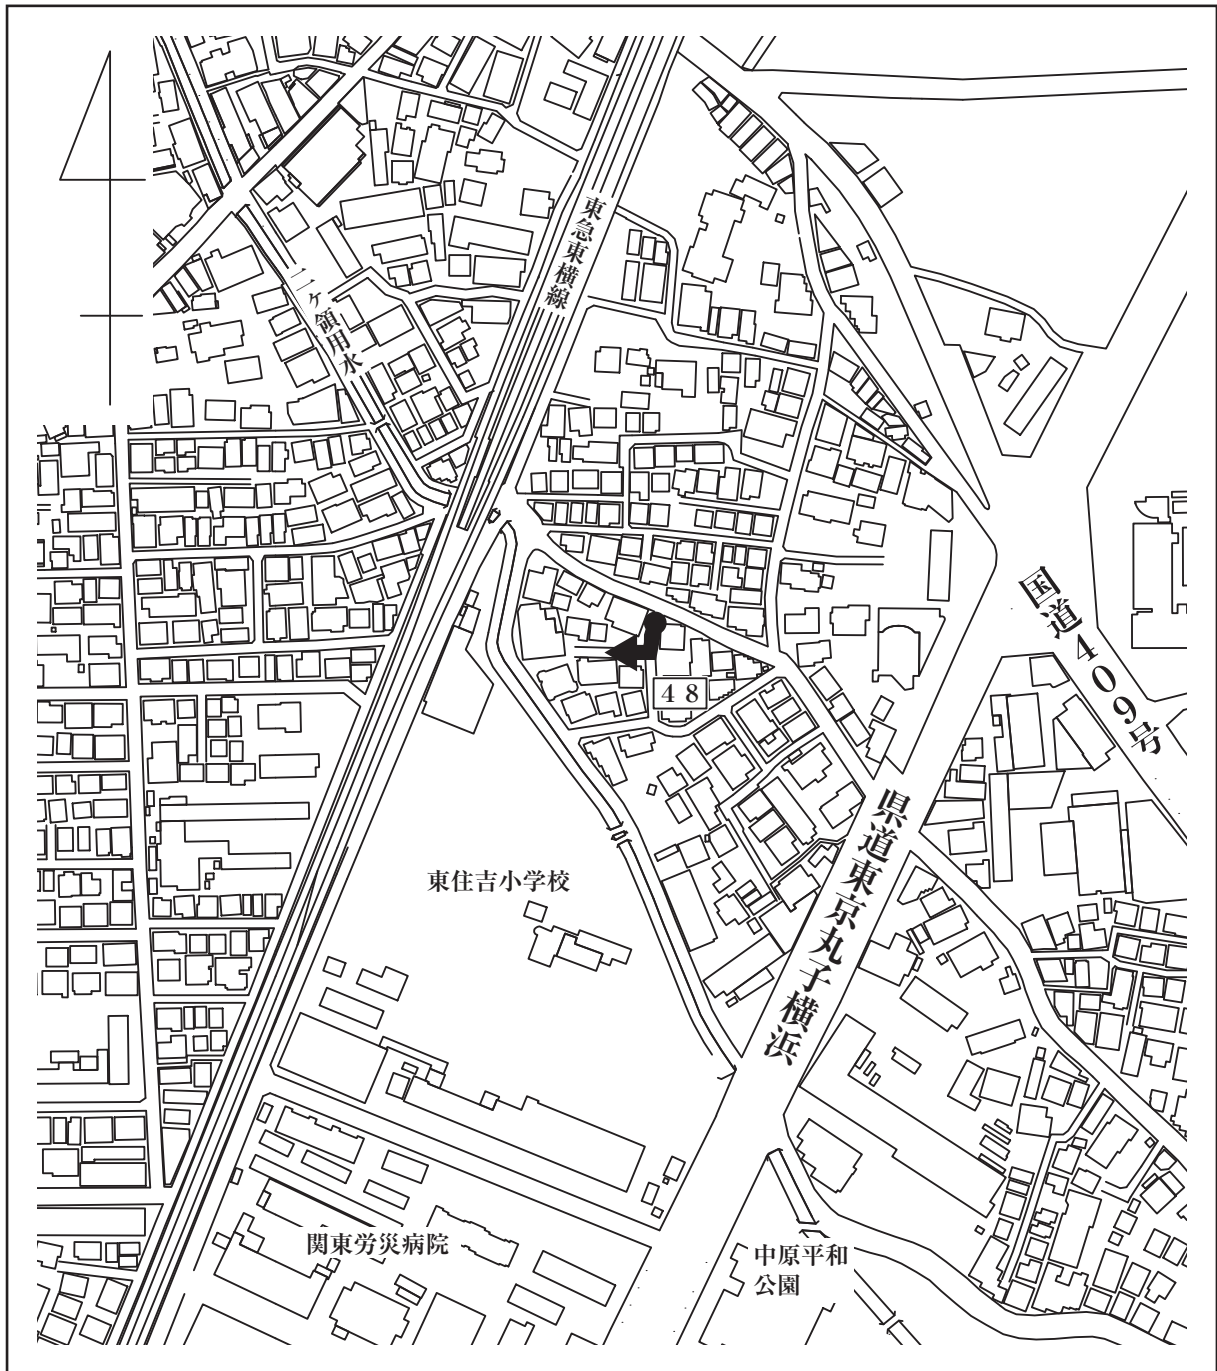 東急東横線
二ヶ領用水
国道409号
48
県道東京丸子横浜
東住吉小学校
関東労災病院
中原平和
公園